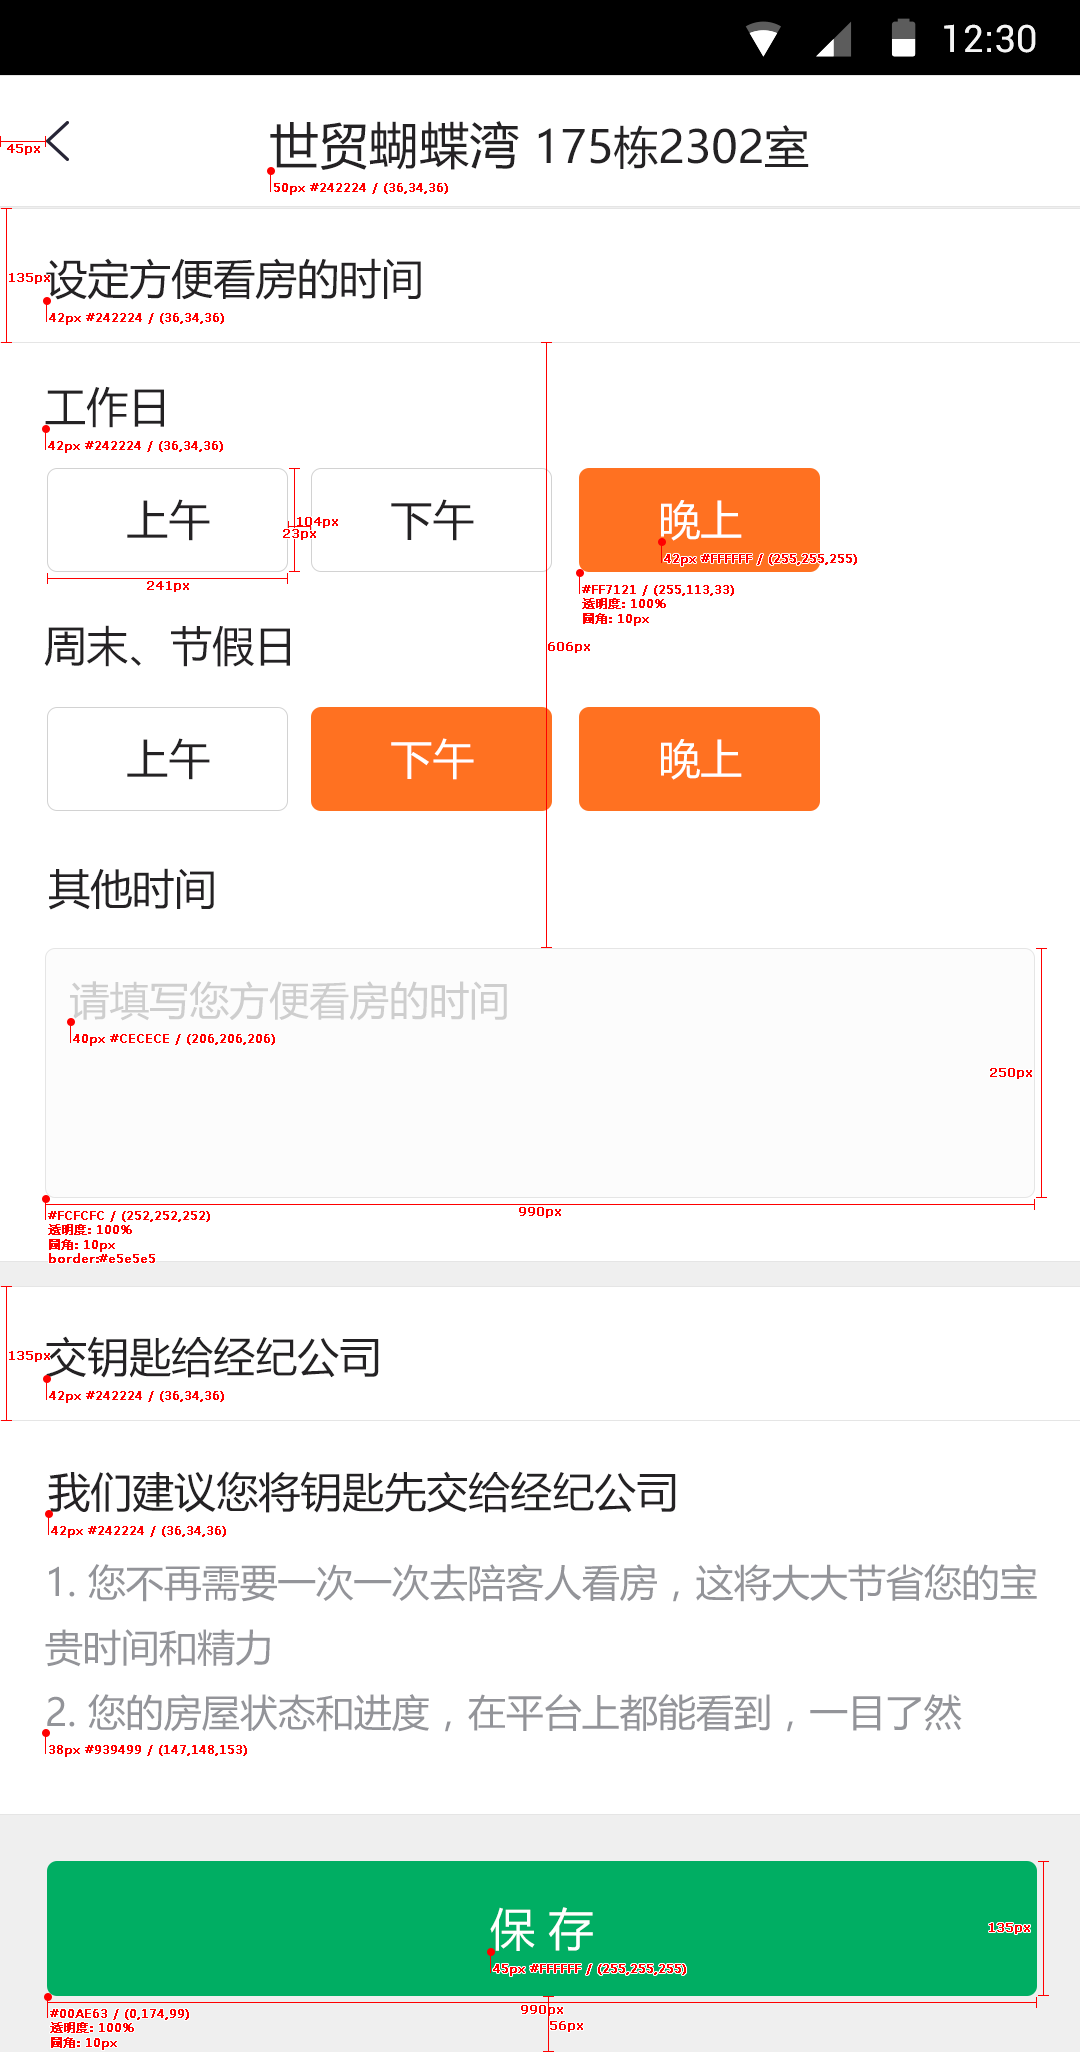 12:30
45px
世贸蝴蝶湾 175栋2302室
50px #242224 / (36,34,36)
135px
设定方便看房的时间
42px #242224 / (36,34,36)
工作日
42px #242224 / (36,34,36)
上午
下午
晚上
104px
23px
42px #FFFFFF / (255,255,255)
241px
#FF7121 / (255,113,33)
透明度: 100%
圆角: 10px
周末、节假日
606px
上午
下午
晚上
其他时间
请填写您方便看房的时间
40px #CECECE / (206,206,206)
250px
990px
#FCFCFC / (252,252,252)
透明度: 100%
圆角: 10px
border:#e5e5e5
135px
交钥匙给经纪公司
42px #242224 / (36,34,36)
我们建议您将钥匙先交给经纪公司
42px #242224 / (36,34,36)
1. 您不再需要一次一次去陪客人看房，这将大大节省您的宝
贵时间和精力
2. 您的房屋状态和进度，在平台上都能看到，一目了然
38px #939499 / (147,148,153)
保 存
135px
45px #FFFFFF / (255,255,255)
990px
#00AE63 / (0,174,99)
透明度: 100%
圆角: 10px
56px